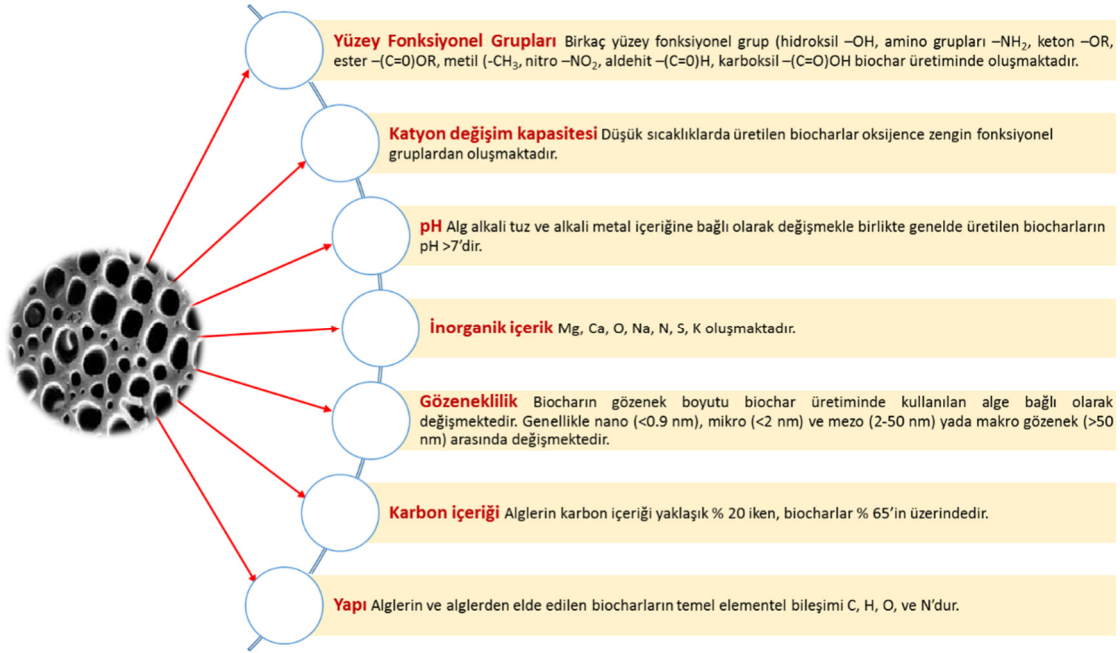 Yüzey Fonksiyonel Grupları Birkaç yüzey fonksiyonel grup (hidroksil –OH, amino grupları –NH₂, keton –OR,
ester –(C=0)OR, metil (-CH₃, nitro –NO₂, aldehit –(C=0)H, karboksil –(C=O)OH biochar üretiminde oluşmaktadır.
Katyon değişim kapasitesi Düşük sıcaklıklarda üretilen biocharlar oksijence zengin fonksiyonel
gruplardan oluşmaktadır.
pH Alg alkali tuz ve alkali metal içeriğine bağlı olarak değişmekle birlikte genelde üretilen biocharların
pH >7'dir.
İnorganik içerik Mg, Ca, O, Na, N, S, K oluşmaktadır.
Gözeneklilik Biocharın gözenek boyutu biochar üretiminde kullanılan alge bağlı olarak
değişmektedir. Genellikle nano (<0.9 nm), mikro (<2 nm) ve mezo (2-50 nm) yada makro gözenek (>50
nm) arasında değişmektedir.
Karbon içeriği Alglerin karbon içeriği yaklaşık % 20 iken, biocharlar % 65'in üzerindedir.
Yapı Alglerin ve alglerden elde edilen biocharların temel elementel bileşimi C, H, O, ve N'dur.